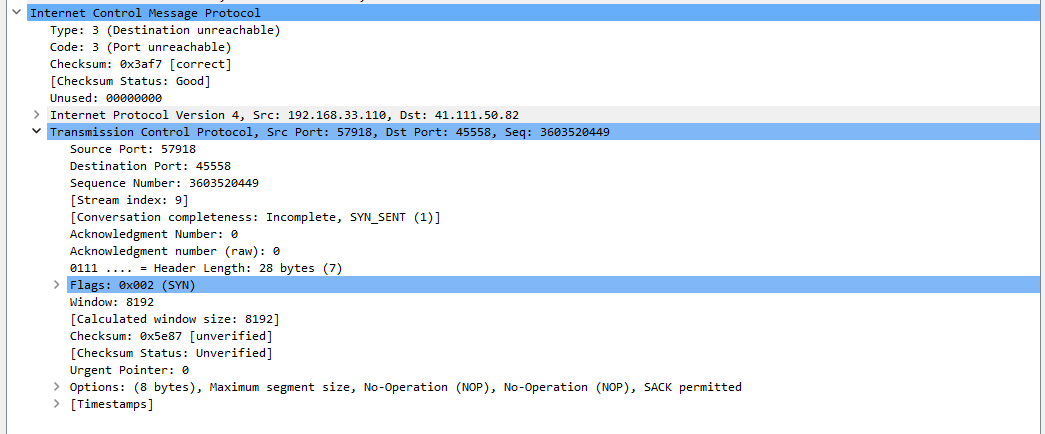 Internet Control Message Protocol
Type: 3 (Destination unreachable)
Code: 3 (Port unreachable)
Checksum: 0x3af7 [correct]
[Checksum Status: Good]
Unused: 00000000
Internet Protocol Version 4, Src: 192.168.33.110, Dst: 41.111.50.82
Transmission Control Protocol, Src Port: 57918, Dst Port: 45558, Seq: 3603520449
Source Port: 57918
Destination Port: 45558
Sequence Number: 3603520449
[Stream index: 9]
[Conversation completeness: Incomplete, SYN_SENT (1)]
Acknowledgment Number: 0
Acknowledgment number (raw): 0
0111 .... = Header Length: 28 bytes (7)
Flags: 0x002 (SYN)
Window: 8192
[Calculated window size: 8192]
Checksum: 0x5e87 [unverified]
[Checksum Status: Unverified]
Urgent Pointer: 0
Options: (8 bytes), Maximum segment size, No-Operation (NOP), No-Operation (NOP), SACK permitted
[Timestamps]